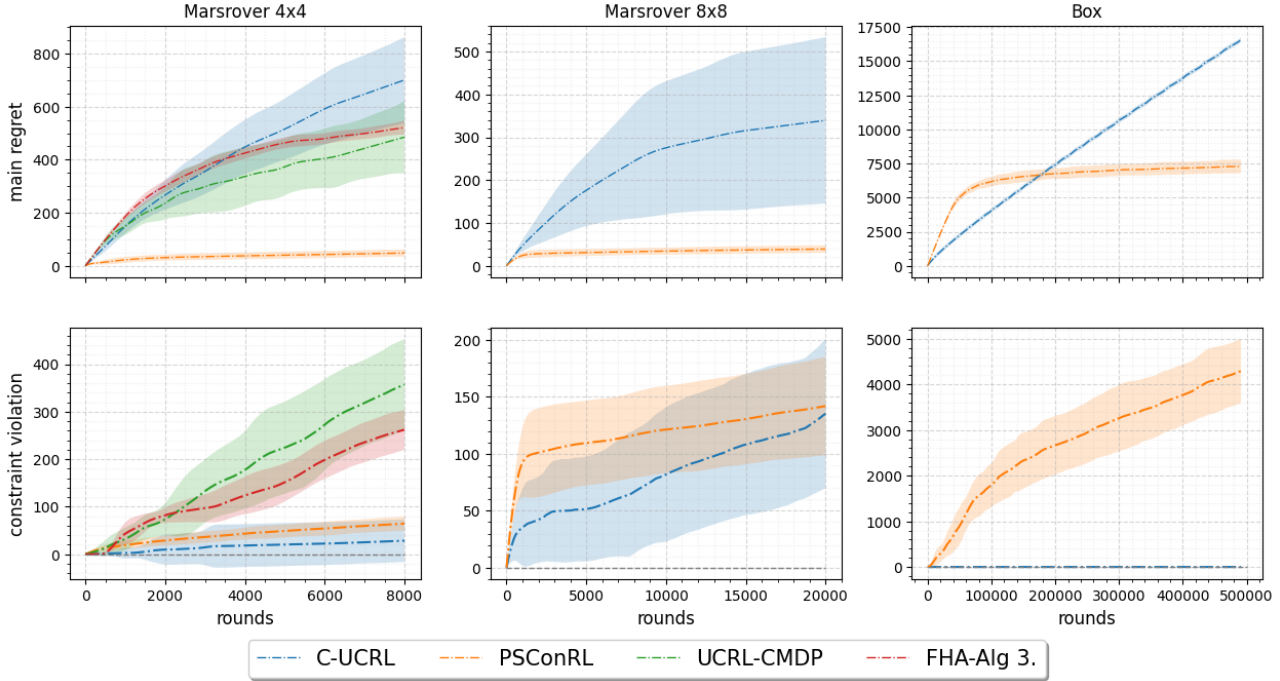 Marsrover 4x4
Marsrover 8x8
Box
main regret
800
600
400
200
0
500
400
300
200
100
0
17500
15000
12500
10000
7500
5000
2500
0
constraint violation
400
300
200
100
0
200
150
100
50
0
5000
4000
3000
2000
1000
0
0 2000 4000 6000 8000
0 5000 10000 15000 20000
0 100000 200000 300000 400000 500000
rounds
rounds
rounds
C-UCRL PSConRL UCRL-CMDP FHA-Alg 3.